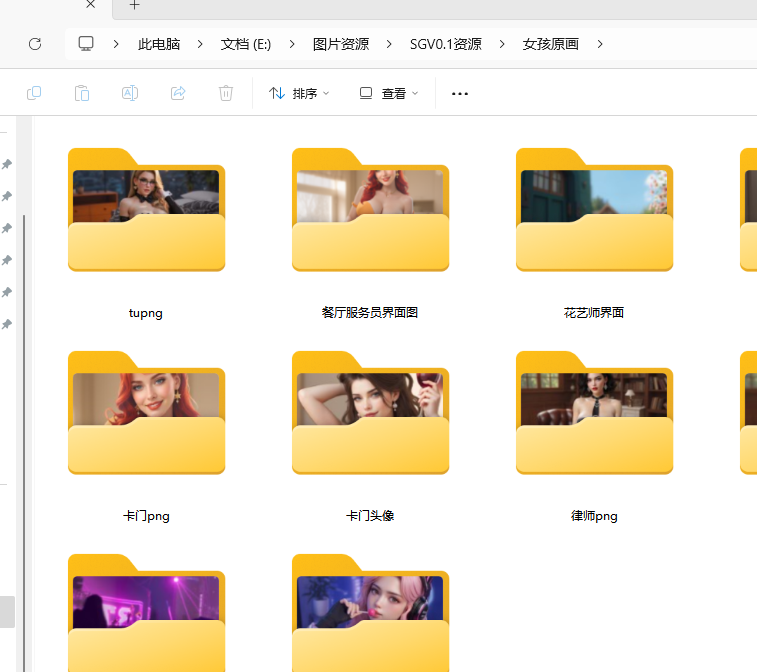 此电脑 > 文档 (E:) > 图片资源 > SGV0.1资源 > 女孩原画 >
排序 查看 ···
tupng 餐厅服务员界面图 花艺师界面
卡门png 卡门头像 律师png